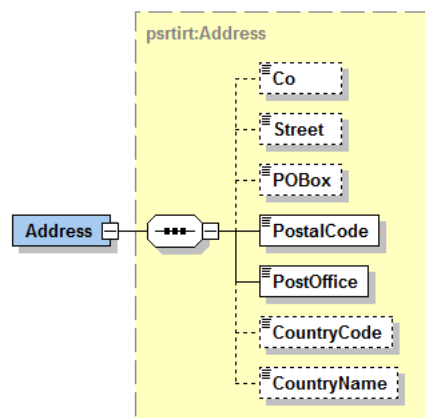 psrtirt:Address
Co
Street
POBox
Address
PostalCode
PostOffice
CountryCode
CountryName